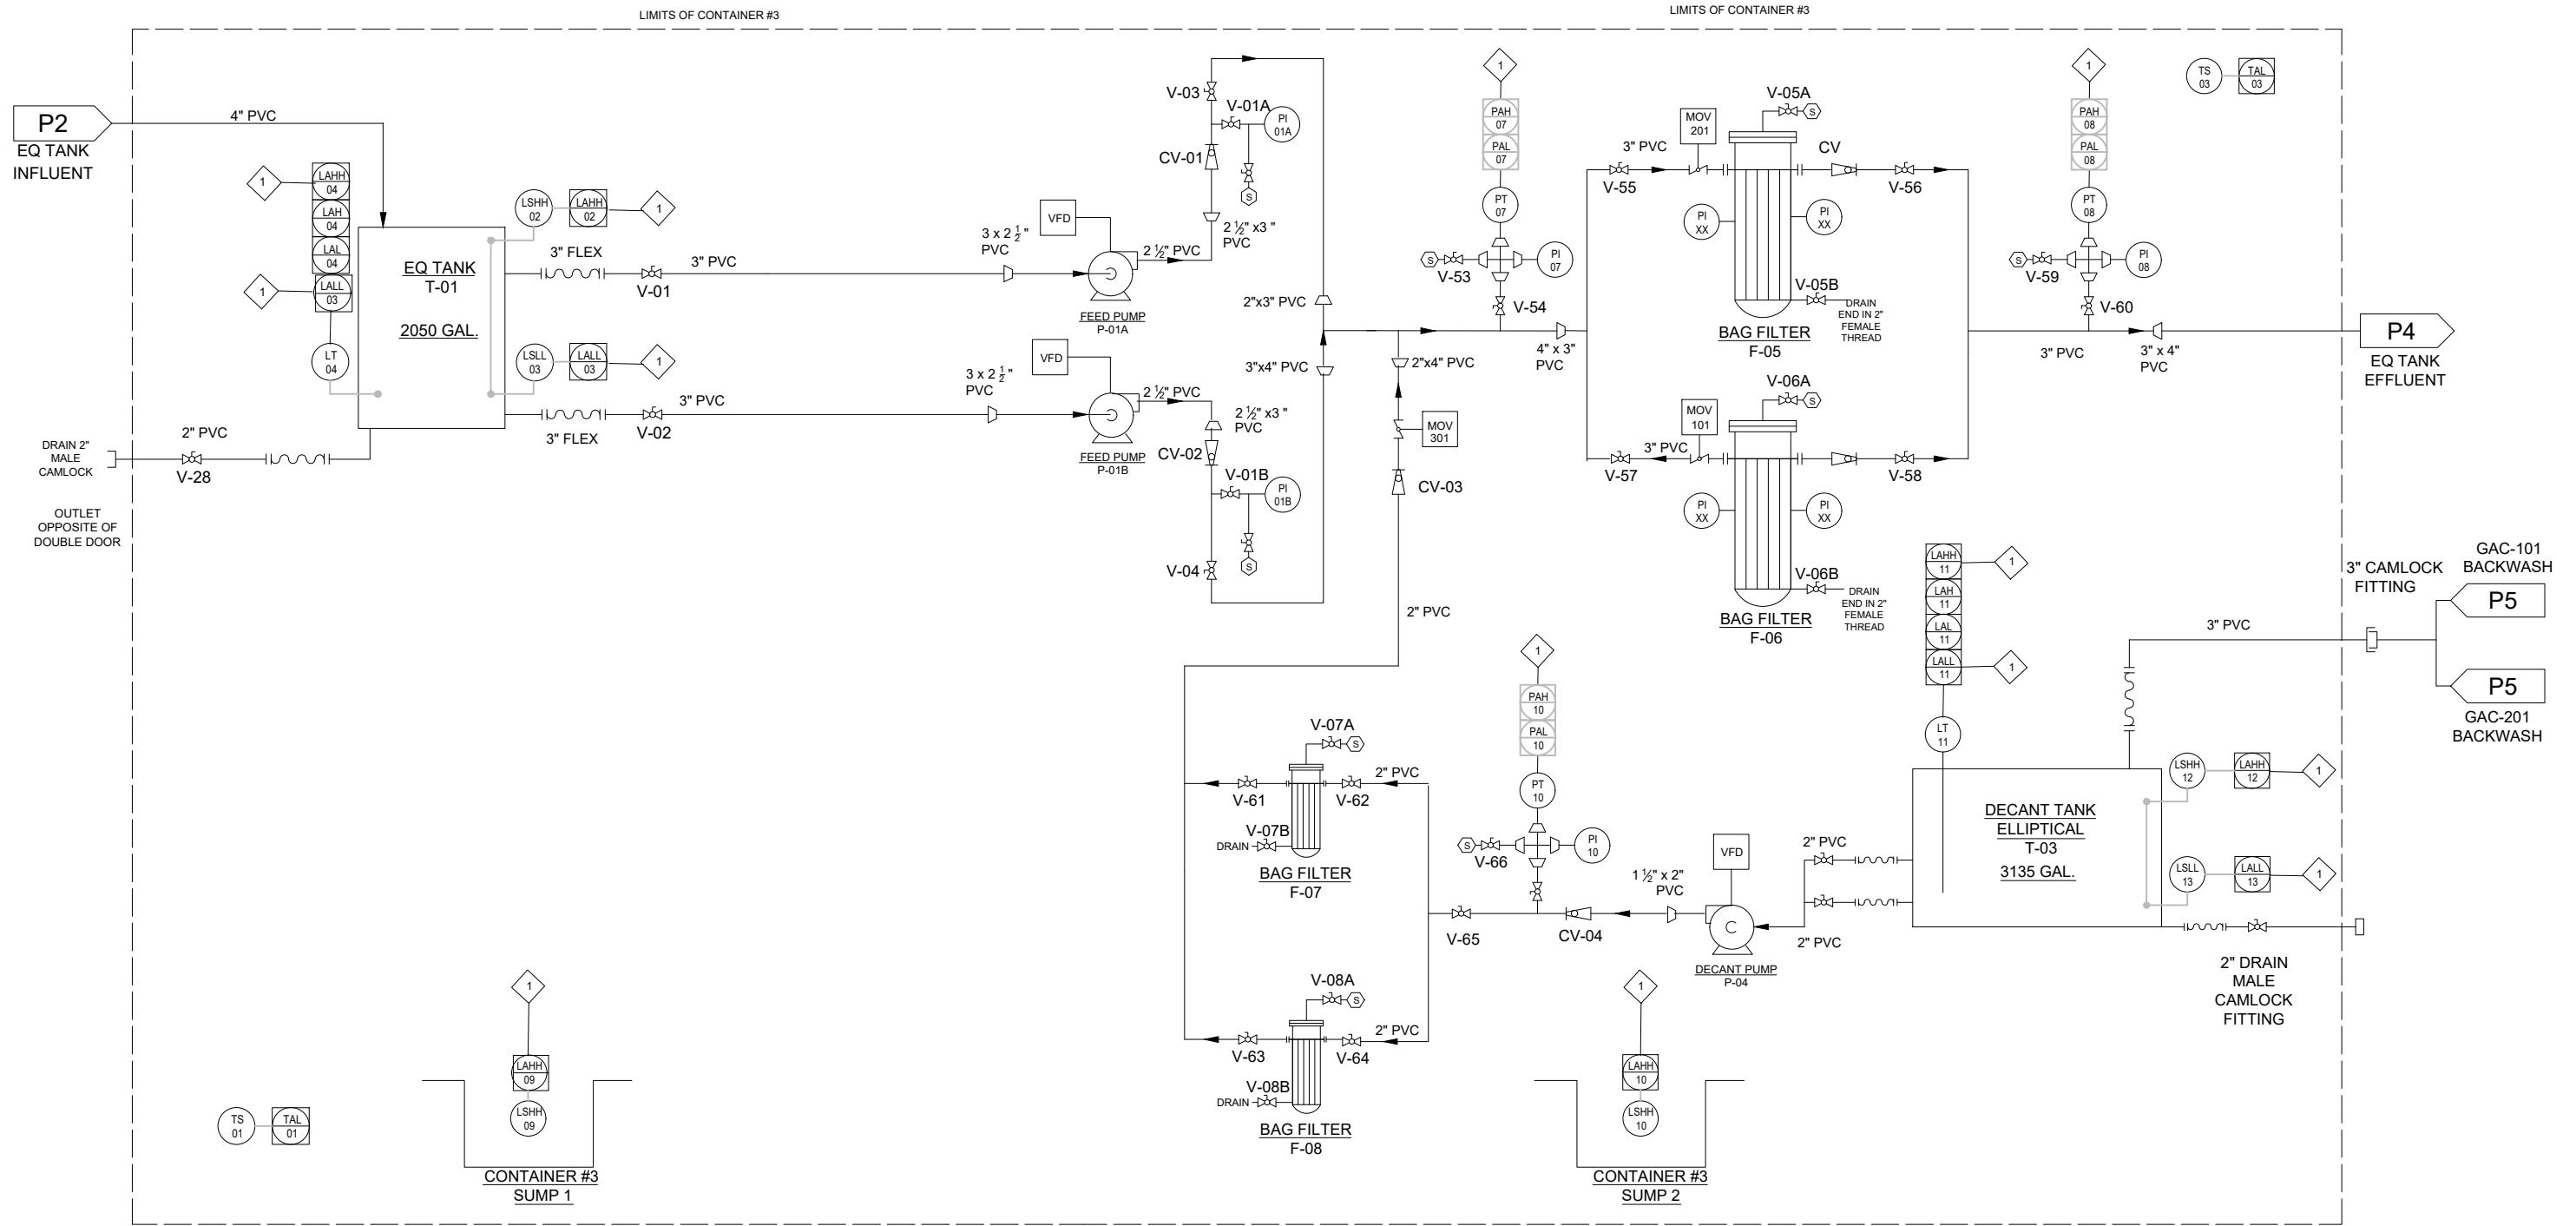 LIMITS OF CONTAINER #3
LIMITS OF CONTAINER #3
P2
EQ TANK
INFLUENT
4" PVC
1
LAHH
04
LAH
04
LAL
04
LALL
03
1
LT
04
EQ TANK
T-01
2050 GAL.
LSHH
02
LAHH
02
1
LSLL
03
LALL
03
1
3" FLEX
V-01
3" PVC
3 x 2 ½ "
PVC
VFD
2 ½" PVC
FEED PUMP
P-01A
3" FLEX
V-02
3" PVC
3 x 2 ½ "
PVC
VFD
2 ½" PVC
FEED PUMP
P-01B
DRAIN 2"
MALE
CAMLOCK
2" PVC
V-28
OUTLET
OPPOSITE OF
DOUBLE DOOR
V-03
V-01A
PI
01A
CV-01
S
2 ½" x3 "
PVC
2 ½" x3 "
PVC
CV-02
V-01B
PI
01B
S
V-04
2"x3" PVC
3"x4" PVC
2"x4" PVC
MOV
301
CV-03
2" PVC
1
PAH
07
PAL
07
PT
07
S
V-53
PI
07
V-54
4" x 3"
PVC
V-05A
S
MOV
201
3" PVC
V-55
CV
V-56
PI
XX
PI
XX
V-05B
DRAIN
END IN 2"
FEMALE
THREAD
BAG FILTER
F-05
V-06A
S
MOV
101
3" PVC
V-57
V-58
PI
XX
PI
XX
V-06B
DRAIN
END IN 2"
FEMALE
THREAD
BAG FILTER
F-06
1
PAH
08
PAL
08
PT
08
S
V-59
PI
08
V-60
TS
03
TAL
03
3" PVC
3" x 4"
PVC
P4
EQ TANK
EFFLUENT
LAHH
11
1
LAH
11
LAL
11
LALL
11
1
LT
11
3" CAMLOCK
FITTING
GAC-101
BACKWASH
P5
3" PVC
P5
GAC-201
BACKWASH
LSHH
12
LAHH
12
1
DECANT TANK
ELLIPTICAL
T-03
3135 GAL.
LSLL
13
LALL
13
1
2" DRAIN
MALE
CAMLOCK
FITTING
2" PVC
2" PVC
VFD
C
DECANT PUMP
P-04
1 ½" x 2"
PVC
CV-04
V-65
1
PAH
10
PAL
10
PT
10
S
V-66
PI
10
V-07A
S
2" PVC
V-61
V-62
V-07B
DRAIN
BAG FILTER
F-07
V-08A
S
2" PVC
V-63
V-64
V-08B
DRAIN
BAG FILTER
F-08
1
LAHH
09
LSHH
09
CONTAINER #3
SUMP 1
1
LAHH
10
LSHH
10
CONTAINER #3
SUMP 2
TS
01
TAL
01
C
C